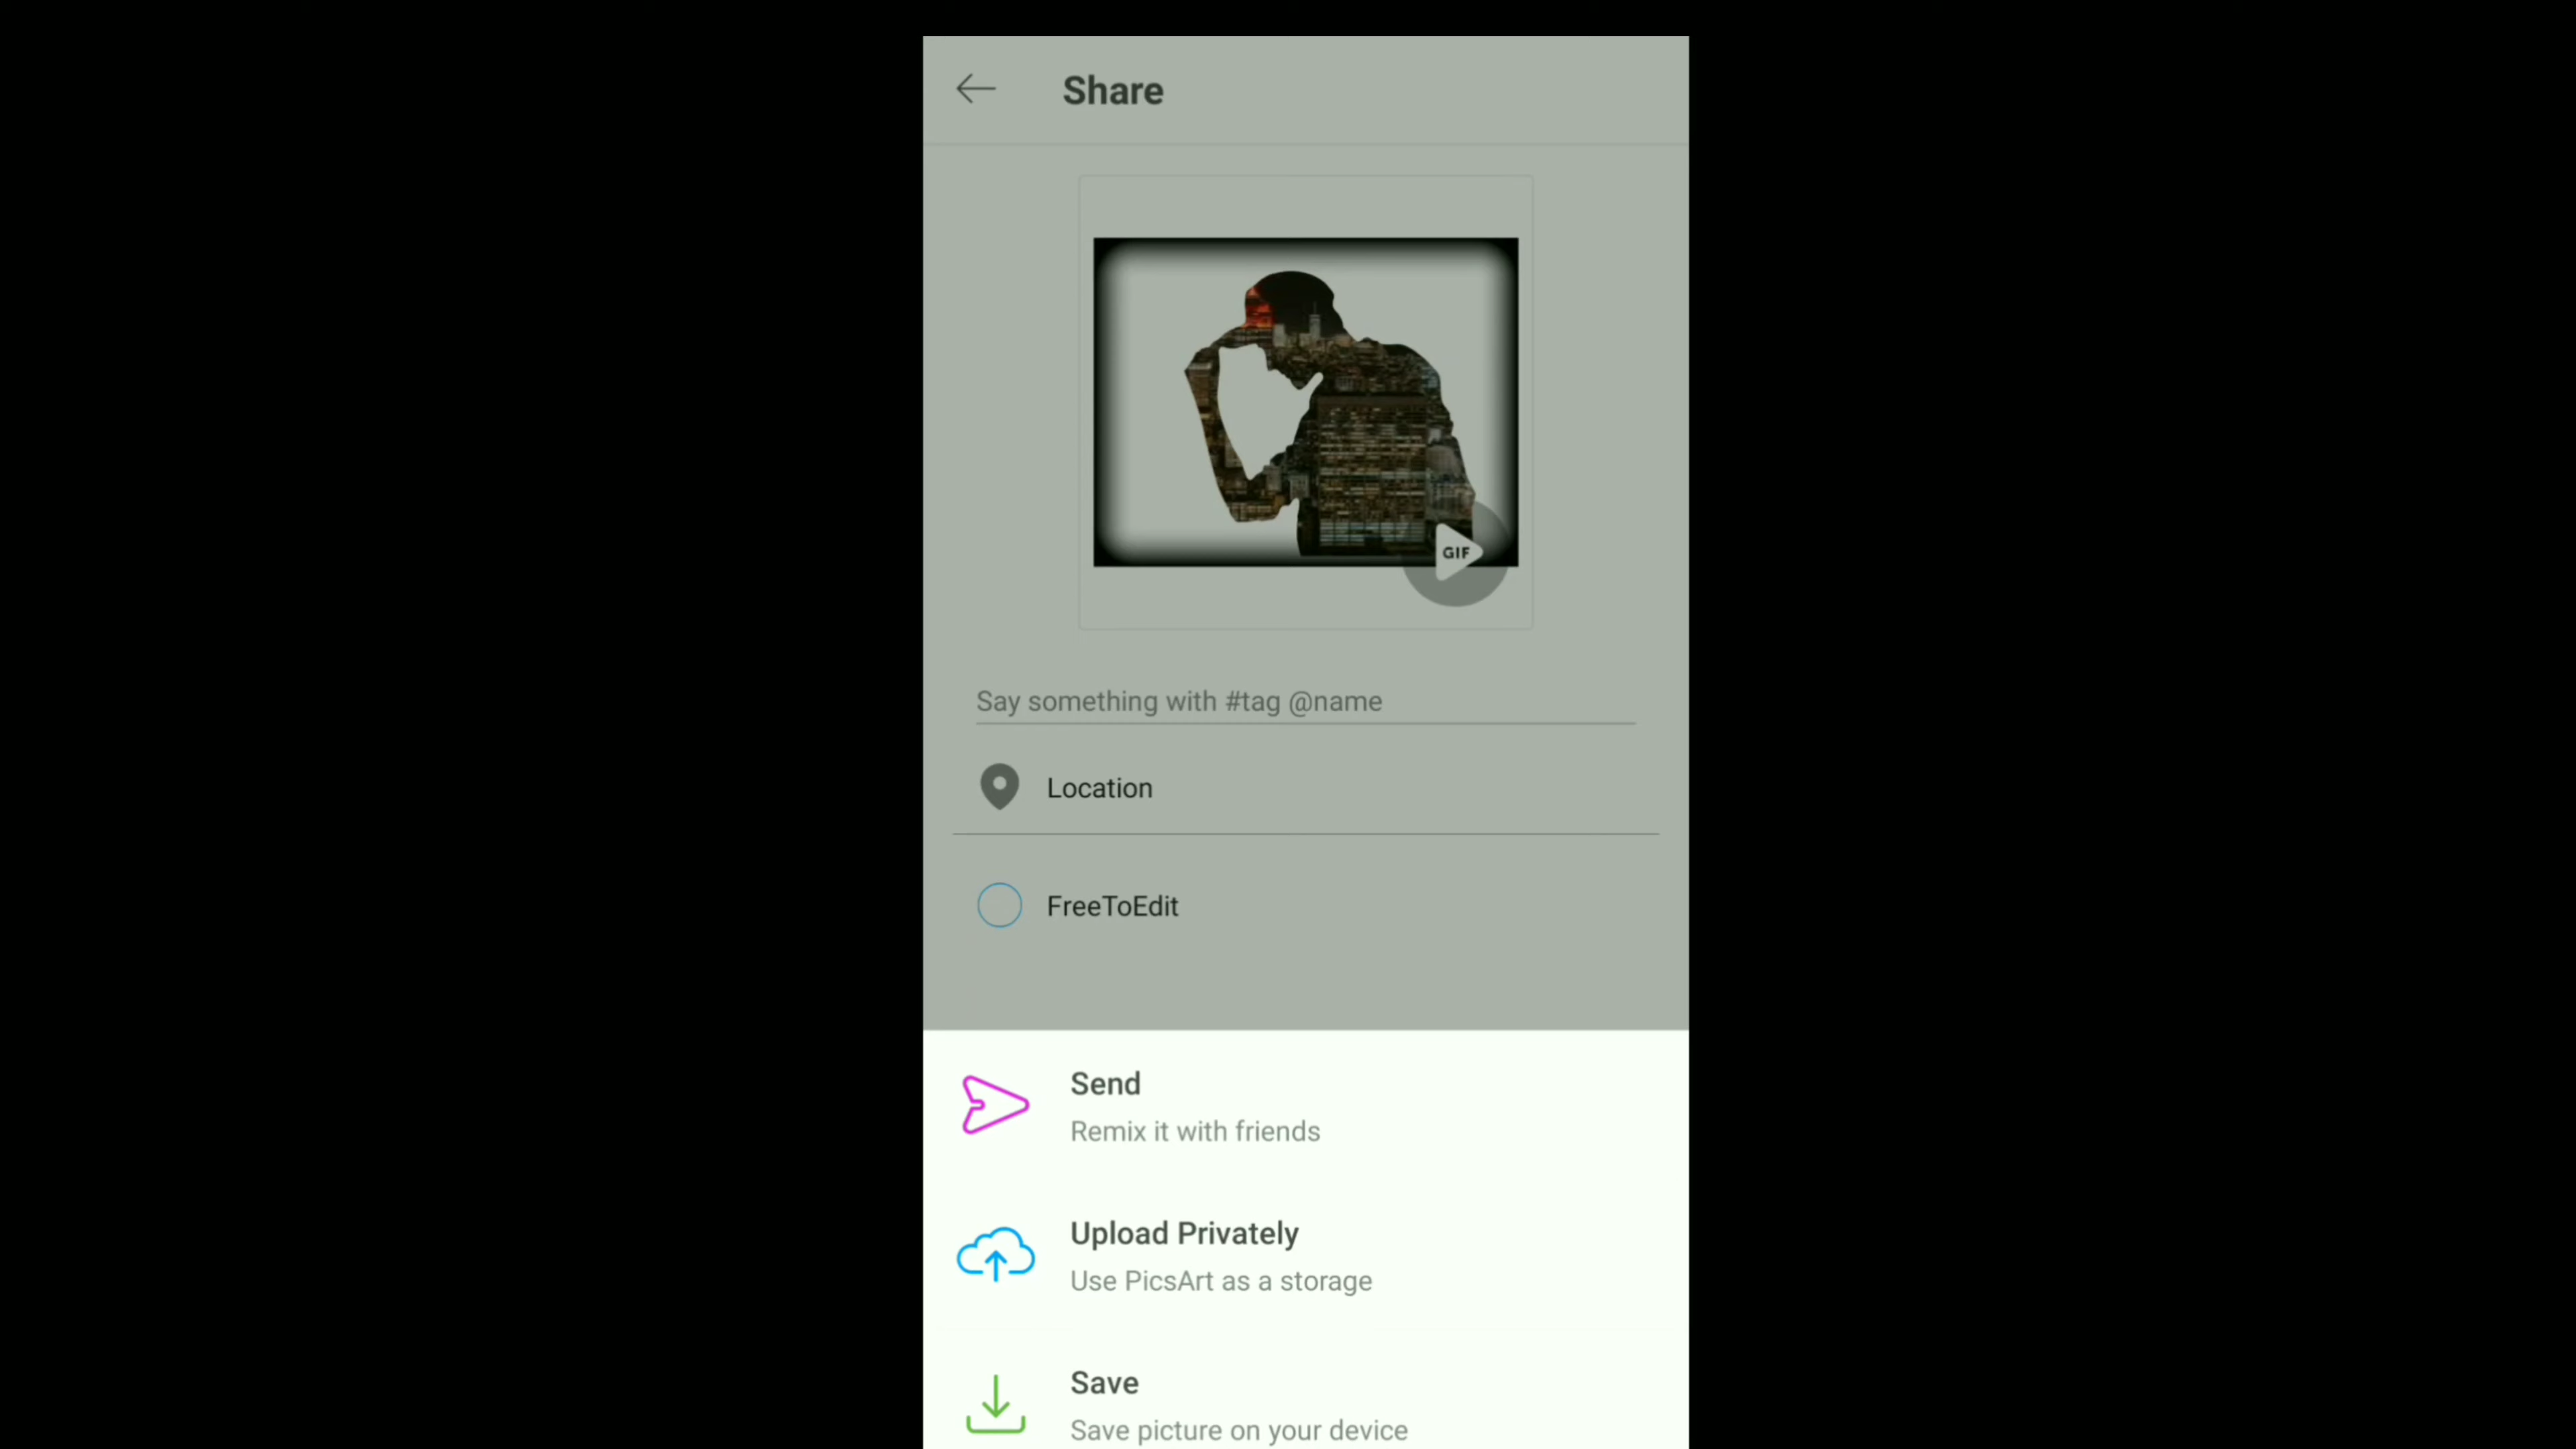 Share
GIF
Say something with #tag @name
Location
FreeToEdit
Send
Remix it with friends
Upload Privately
Use PicsArt as a storage
Save
Save picture on your device